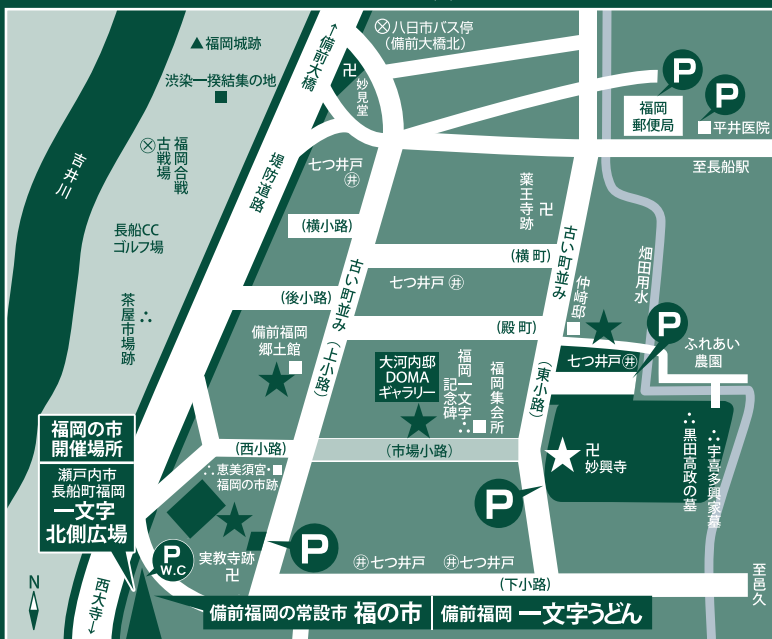 ▲福岡城跡
渋染一揆結集の地
←備前大橋
妙見堂
卍
八日市バス停
(備前大橋北)
P
福岡
郵便局
P
平井医院
至長船駅
吉井川
福岡合戦
古戦場
堤防道路
七つ井戸
井
薬王寺跡
卍
長船CC
ゴルフ場
(横小路)
古い町並み
(横町)
古い町並み
畑田用水
七つ井戸 井
仲﨑邸
(後小路)
茶屋市場跡
∴
(殿町)
P
備前福岡
郷土館
(上小路)
大河内邸
DOMA
ギャラリー
福岡一文字∴
記念碑
福岡集会所
(東小路)
七つ井戸井
ふれあい
農園
福岡の市
開催場所
瀬戸内市
長船町福岡
一文字
北側広場
(西小路)
(市場小路)
∴恵美須宮・
福岡の市跡
卍
妙興寺
∴黒田高政の墓
∴宇喜多興家墓
P
P
実教寺跡
卍
P
W.C
井七つ井戸
井七つ井戸
(下小路)
至邑久
N
西大寺→
備前福岡の常設市 福の市
備前福岡 一文字うどん